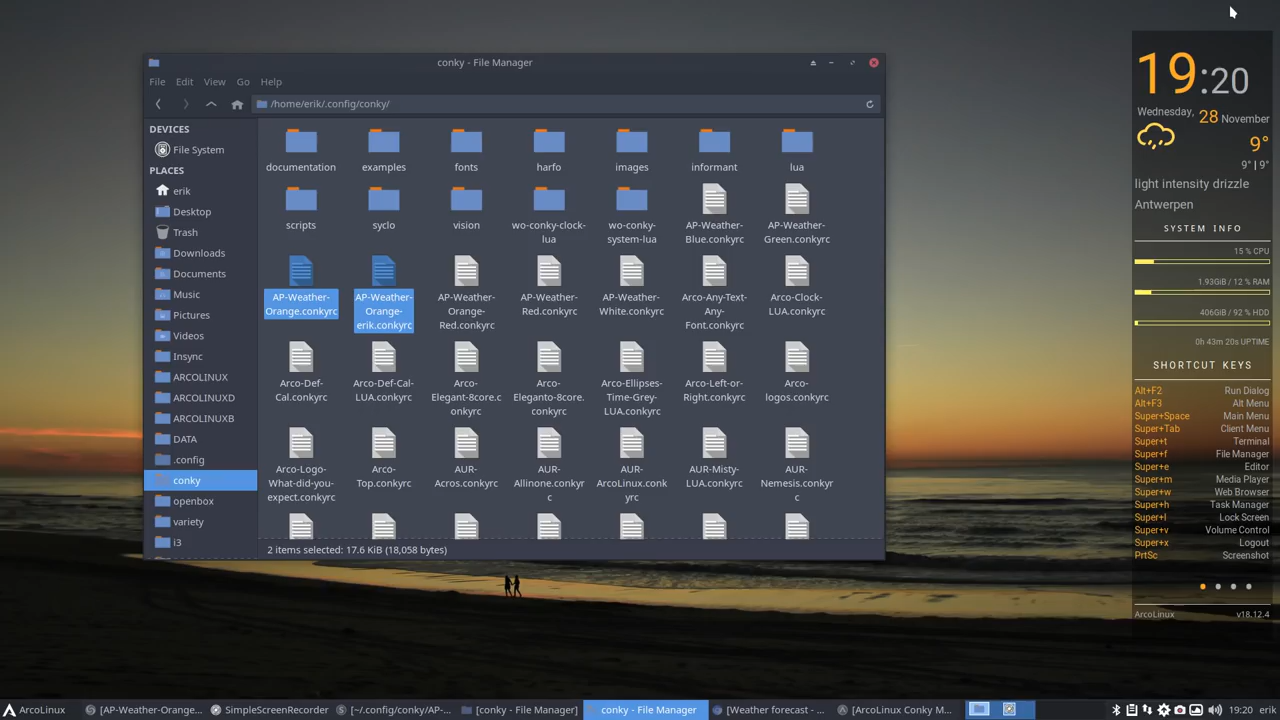 conky - File Manager
File Edit View Go Help
/home/erik/.config/conky/
DEVICES
File System
PLACES
erik
Desktop
Trash
Downloads
Documents
Music
Pictures
Videos
Insync
ARCOLINUX
ARCOLINUXD
ARCOLINUXB
DATA
.config
conky
openbox
variety
i3
documentation examples fonts harfo images informant lua
scripts syclo vision wo-conky-clock- wo-conky- AP-Weather- AP-Weather-
lua system-lua Blue.conkyrc Green.conkyrc
AP-Weather- AP-Weather- AP-Weather- AP-Weather- AP-Weather- Arco-Any-Text- Arco-Clock-
Orange.conkyrc Orange- Orange- Red.conkyrc White.conkyrc Any- LUA.conkyrc
erik.conkyrc Red.conkyrc Font.conkyrc
Arco-Def- Arco-Def-Cal- Arco- Arco- Arco-Ellipses- Arco-Left-or- Arco-
Cal.conkyrc LUA.conkyrc Elegant-8core.c Eleganto-8core. Time-Grey- Right.conkyrc logos.conkyrc
onkyrc conkyrc LUA.conkyrc
Arco-Logo- Arco- AUR- AUR- AUR- AUR-Misty- AUR-
What-did-you- Top.conkyrc Acros.conkyrc Allinone.conkyr ArcoLinux.conk LUA.conkyrc Nemesis.conkyr
expect.conkyrc c yrc c
2 items selected: 17.6 KiB (18,058 bytes)
19:20
Wednesday, 28 November
9°
9° | 9°
light intensity drizzle
Antwerpen
SYSTEM INFO
15 % CPU
1.93GiB / 12 % RAM
406GiB / 92 % HDD
0h 43m 20s UPTIME
SHORTCUT KEYS
Alt+F2 Run Dialog
Alt+F3 Alt Menu
Super+Space Main Menu
Super+Tab Client Menu
Super+t Terminal
Super+f File Manager
Super+e Editor
Super+m Media Player
Super+w Web Browser
Super+h Task Manager
Super+l Lock Screen
Super+v Volume Control
Super+x Logout
PrtSc Screenshot
ArcoLinux v18.12.4
ArcoLinux [AP-Weather-Orange... SimpleScreenRecorder [~/.config/conky/AP-... [conky - File Manager] conky - File Manager [Weather forecast - ... [ArcoLinux Conky M... 19:20 erik